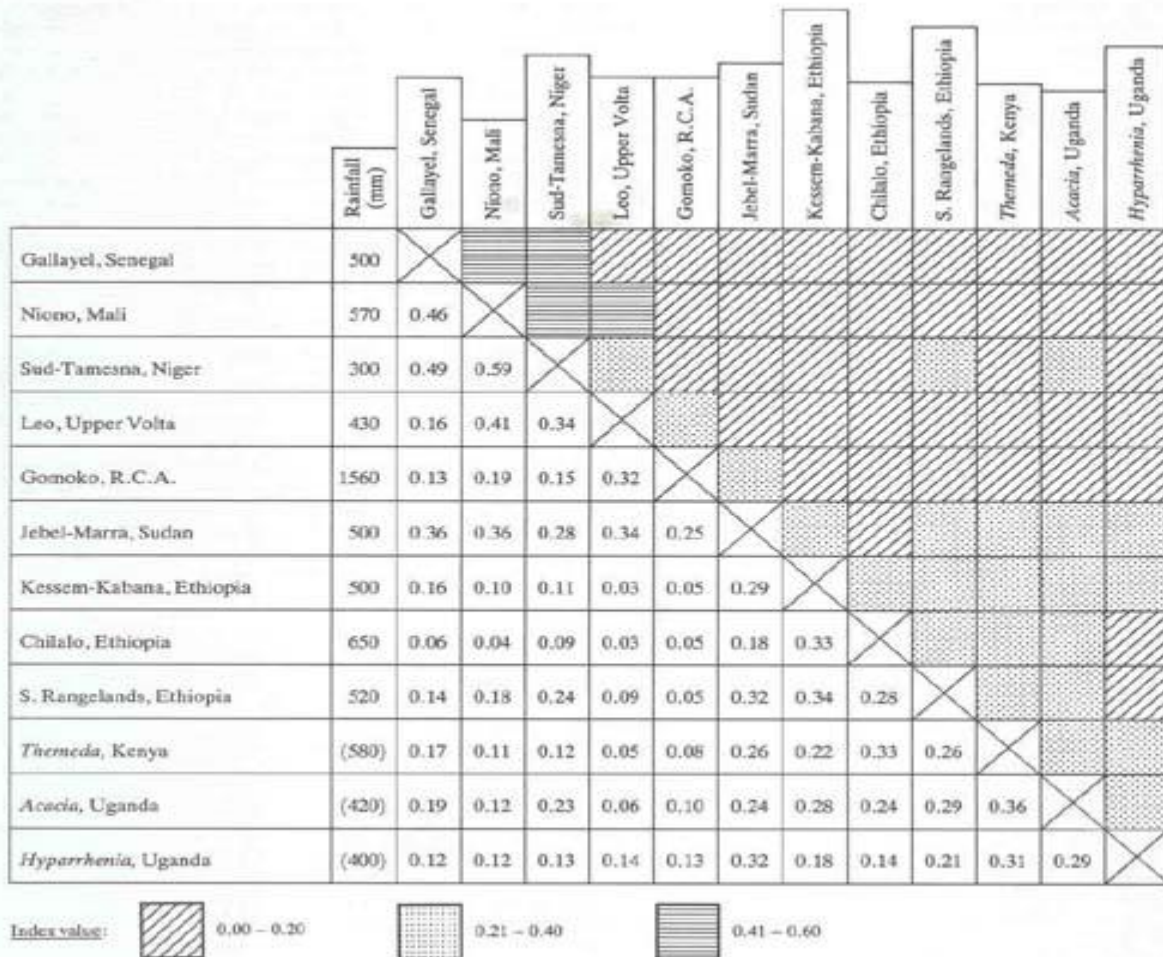 Rainfall (mm)
Gallayel, Senegal
Niono, Mali
Sud-Tamesna, Niger
Leo, Upper Volta
Gomoko, R.C.A.
Jebel-Marra, Sudan
Kessem-Kabana, Ethiopia
Chilalo, Ethiopia
S. Rangelands, Ethiopia
Themeda, Kenya
Acacia, Uganda
Hyparrhenia, Uganda
Gallayel, Senegal 500
Niono, Mali 570 0.46
Sud-Tamesna, Niger 300 0.49 0.59
Leo, Upper Volta 430 0.16 0.41 0.34
Gomoko, R.C.A. 1560 0.13 0.19 0.15 0.32
Jebel-Marra, Sudan 500 0.36 0.36 0.28 0.34 0.25
Kessem-Kabana, Ethiopia 500 0.16 0.10 0.11 0.03 0.05 0.29
Chilalo, Ethiopia 650 0.06 0.04 0.09 0.03 0.05 0.18 0.33
S. Rangelands, Ethiopia 520 0.14 0.18 0.24 0.09 0.05 0.32 0.34 0.28
Themeda, Kenya (580) 0.17 0.11 0.12 0.05 0.08 0.26 0.22 0.33 0.26
Acacia, Uganda (420) 0.19 0.12 0.23 0.06 0.10 0.24 0.28 0.24 0.29 0.36
Hyparrhenia, Uganda (400) 0.12 0.12 0.13 0.14 0.13 0.32 0.18 0.14 0.21 0.31 0.29
Index value: 0.00 – 0.20 0.21 – 0.40 0.41 – 0.60